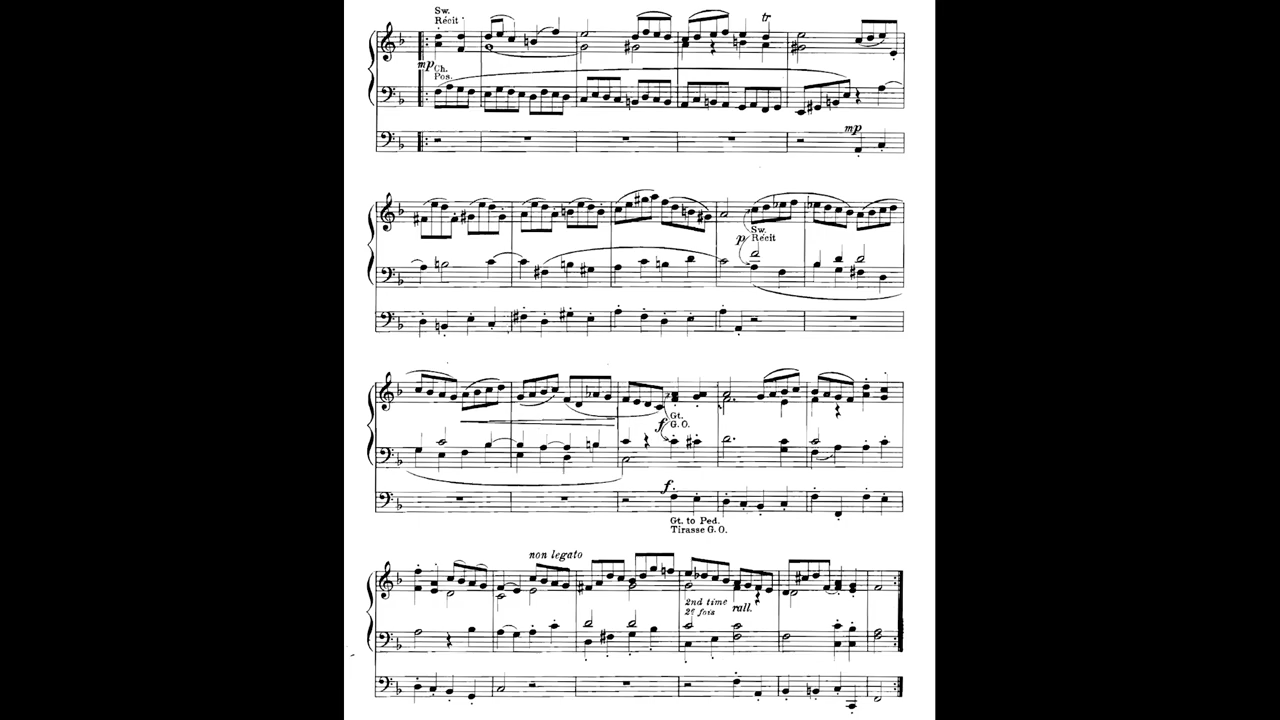 Sw.
Récit
tr
mp
Ch.
Pos.
mp
Sw.
p Récit
Gt.
f G.O.
f
Gt. to Ped.
Tirasse G.O.
non legato
2nd time
2e fois rall.